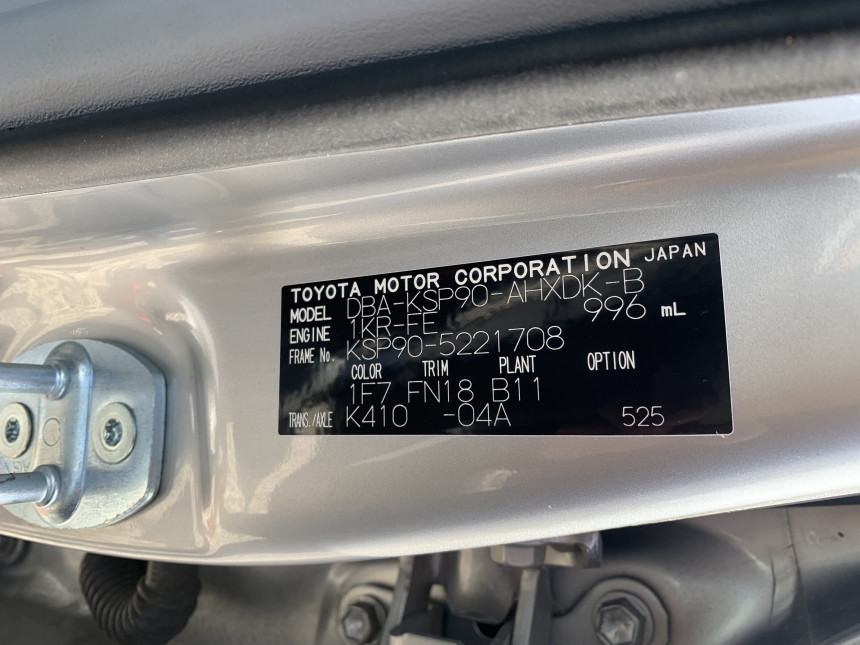 TOYOTA MOTOR CORPORATION JAPAN
MODEL DBA-KSP90-AHXDK-B
ENGINE 1KR-FE 996 mL
FRAME No. KSP90-5221708
COLOR TRIM PLANT OPTION
1F7 FN18 B11
TRANS./AXLE K410 -04A 525